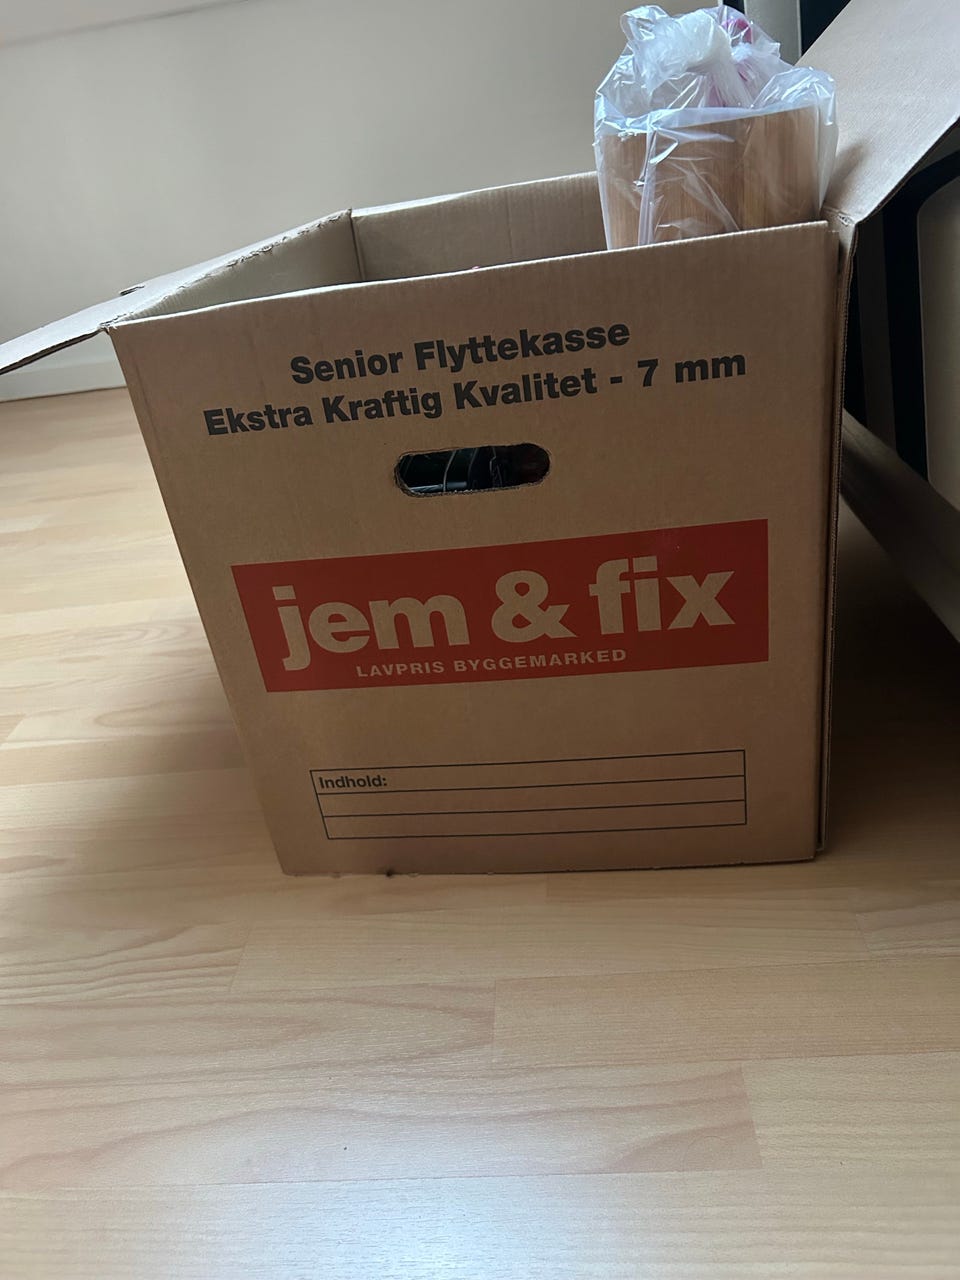 Senior Flyttekasse
Ekstra Kraftig Kvalitet - 7 mm
jem & fix
LAVPRIS BYGGEMARKED
Indhold: